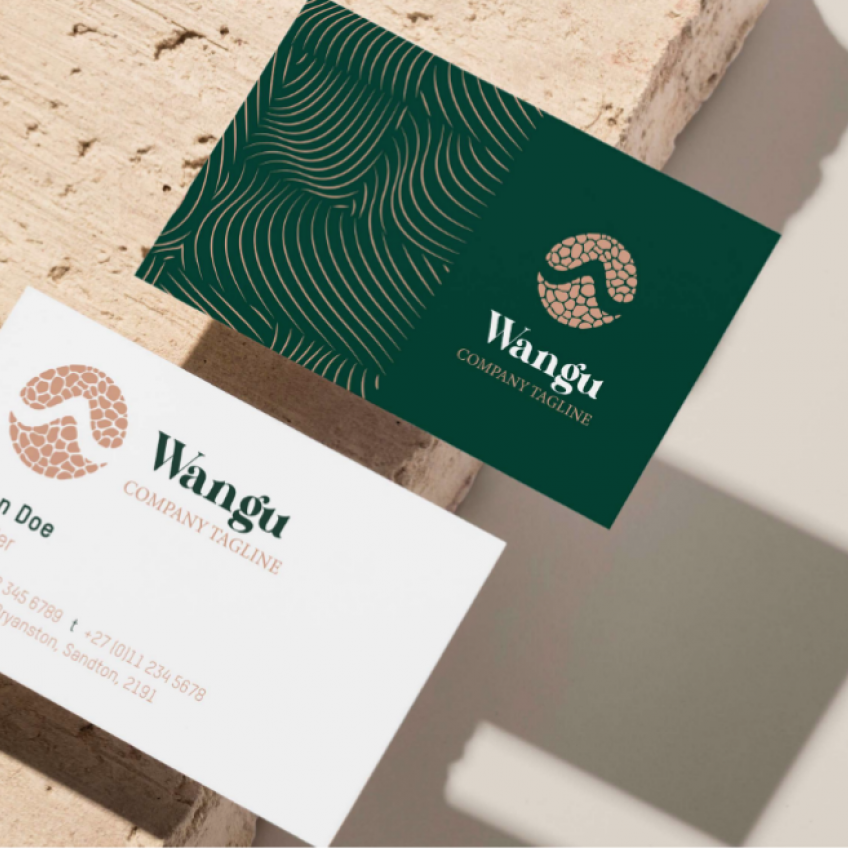 Wangu
COMPANY TAGLINE
Wangu
COMPANY TAGLINE
n Doe
er
345 6789 t +27 (0)11 234 5678
Bryanston, Sandton, 2191